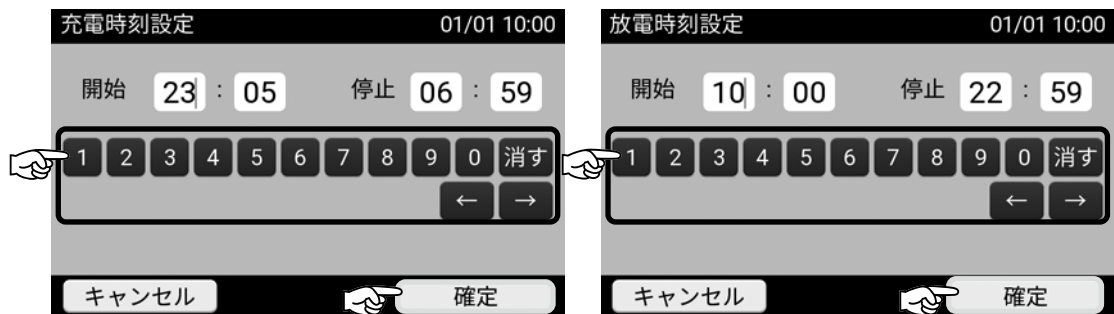 充電時刻設定 01/01 10:00
開始 23 : 05 停止 06 : 59
1 2 3 4 5 6 7 8 9 0 消す
← →
キャンセル 確定
放電時刻設定 01/01 10:00
開始 10 : 00 停止 22 : 59
1 2 3 4 5 6 7 8 9 0 消す
← →
キャンセル 確定